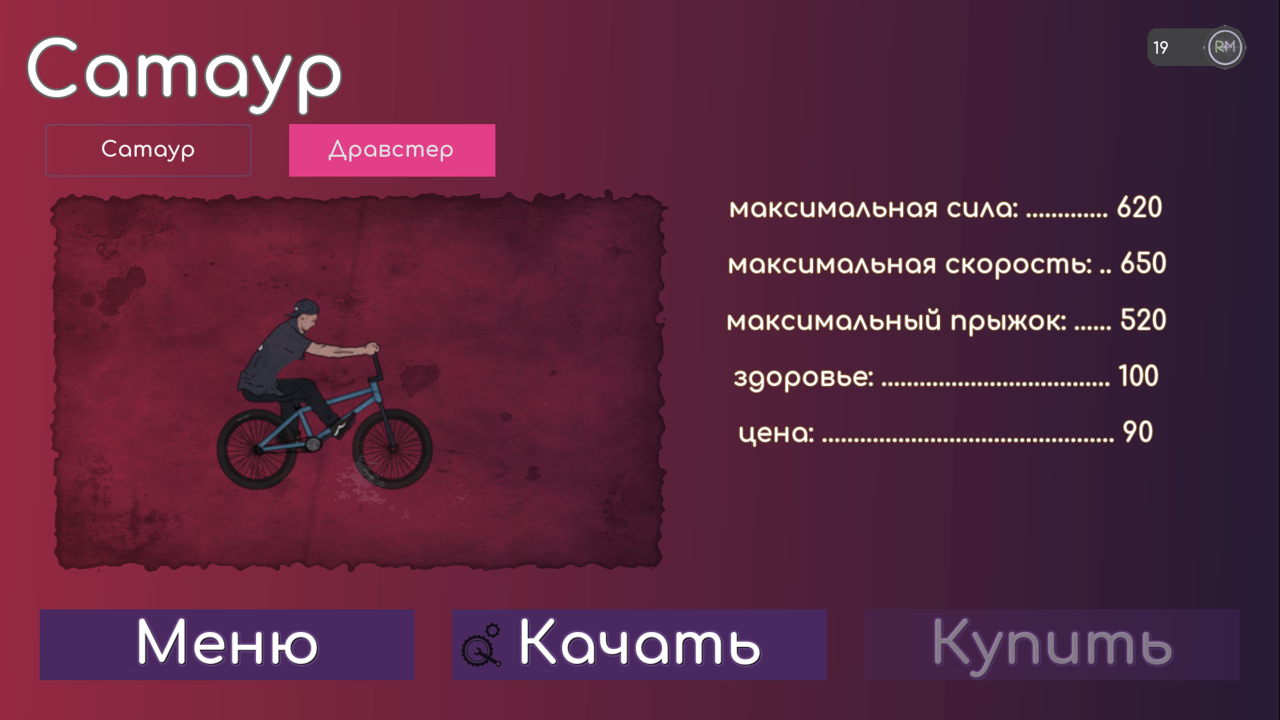 Сатаур
19 RM
Сатаур Дравстер
максимальная сила: ............. 620
максимальная скорость: .. 650
максимальный прыжок: ...... 520
здоровье: .................................... 100
цена: .............................................. 90
Меню Качать Купить